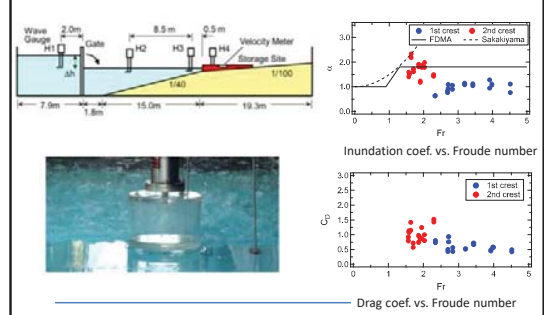 2.0m
8.5 m
0.5 m
Wave Gauge
Gate
H1
H2
H3
H4
Velocity Meter
Storage Site
Δh
1/40
1/100
7.9m
1.8m
15.0m
19.3m
1st crest
2nd crest
FDMA
Sakakiyama
α
3.0
2.0
1.0
0.0
0 1 2 3 4 5
Fr
Inundation coef. vs. Froude number
1st crest
2nd crest
C_D
3.0
2.5
2.0
1.5
1.0
0.5
0.0
0 1 2 3 4 5
Fr
Drag coef. vs. Froude number